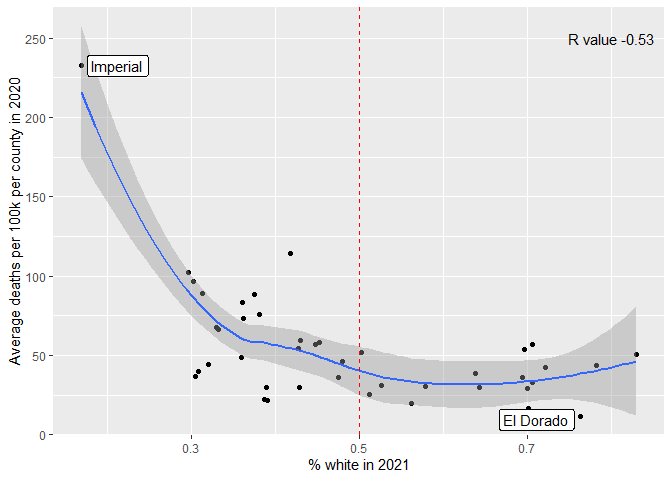 250
R value -0.53
Imperial
200
150
100
50
0
El Dorado
0.3
0.5
0.7
% white in 2021
Average deaths per 100k per county in 2020